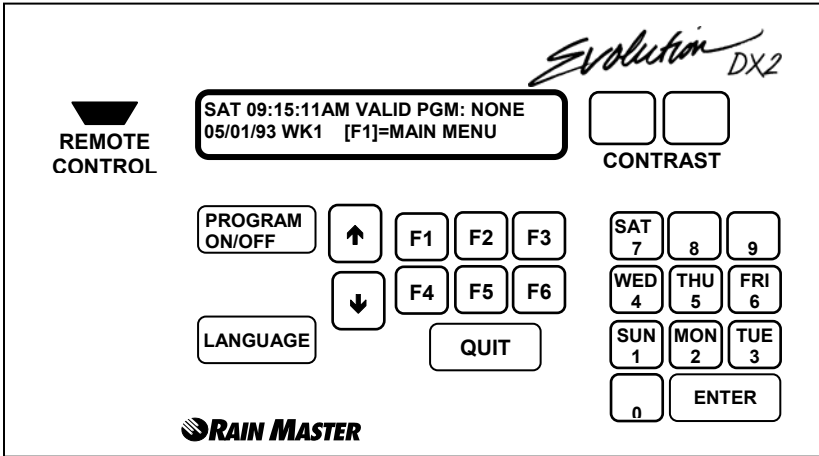 Evolution DX2
SAT 09:15:11AM VALID PGM: NONE
05/01/93 WK1 [F1]=MAIN MENU
REMOTE
CONTROL
CONTRAST
PROGRAM
ON/OFF
↑
F1 F2 F3
↓
F4 F5 F6
LANGUAGE
QUIT
SAT
7 8 9
WED THU FRI
4 5 6
SUN MON TUE
1 2 3
0 ENTER
RAIN MASTER